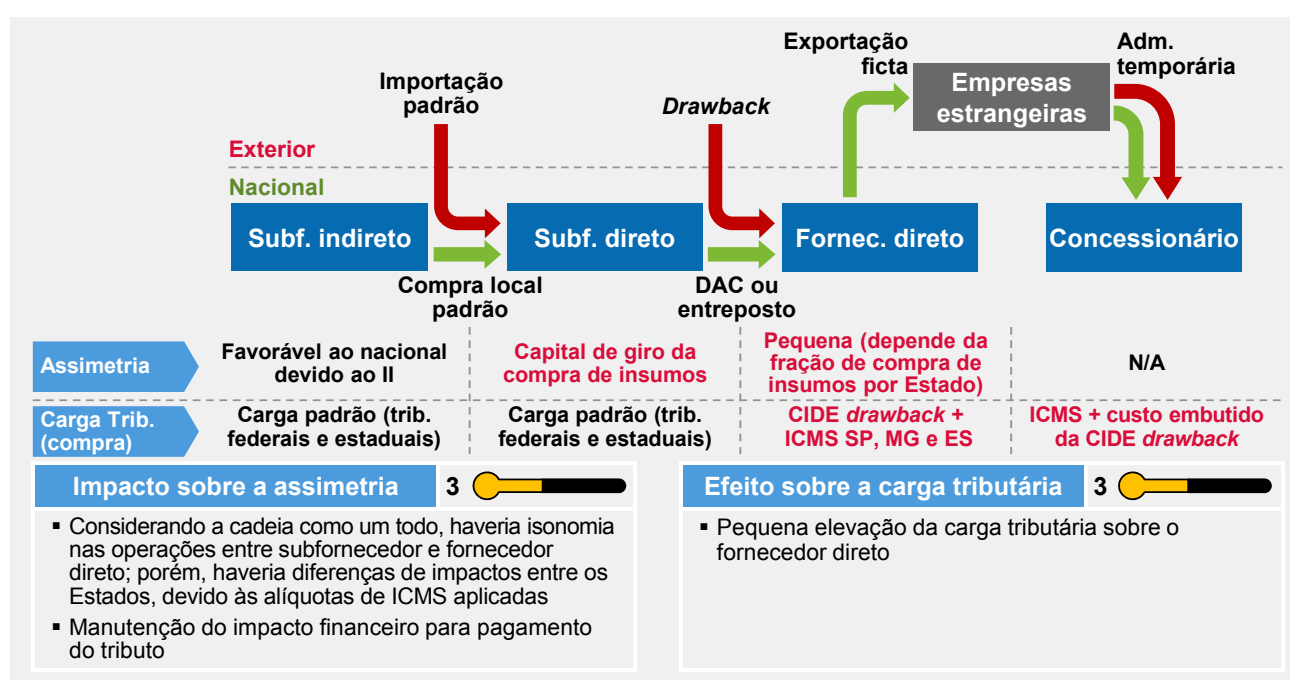 Exportação
ficta
Adm.
temporária
Importação
padrão
Drawback
Empresas
estrangeiras
Exterior
Nacional
Subf. indireto
Subf. direto
Fornec. direto
Concessionário
Compra local
padrão
DAC ou
entreposto
Assimetria
Favorável ao nacional
devido ao II
Capital de giro da
compra de insumos
Pequena (depende da
fração de compra de
insumos por Estado)
N/A
Carga Trib.
(compra)
Carga padrão (trib.
federais e estaduais)
Carga padrão (trib.
federais e estaduais)
CIDE drawback +
ICMS SP, MG e ES
ICMS + custo embutido
da CIDE drawback
Impacto sobre a assimetria 3
▪ Considerando a cadeia como um todo, haveria isonomia
nas operações entre subfornecedor e fornecedor
direto; porém, haveria diferenças de impactos entre os
Estados, devido às alíquotas de ICMS aplicadas
▪ Manutenção do impacto financeiro para pagamento
do tributo
Efeito sobre a carga tributária 3
▪ Pequena elevação da carga tributária sobre o
fornecedor direto